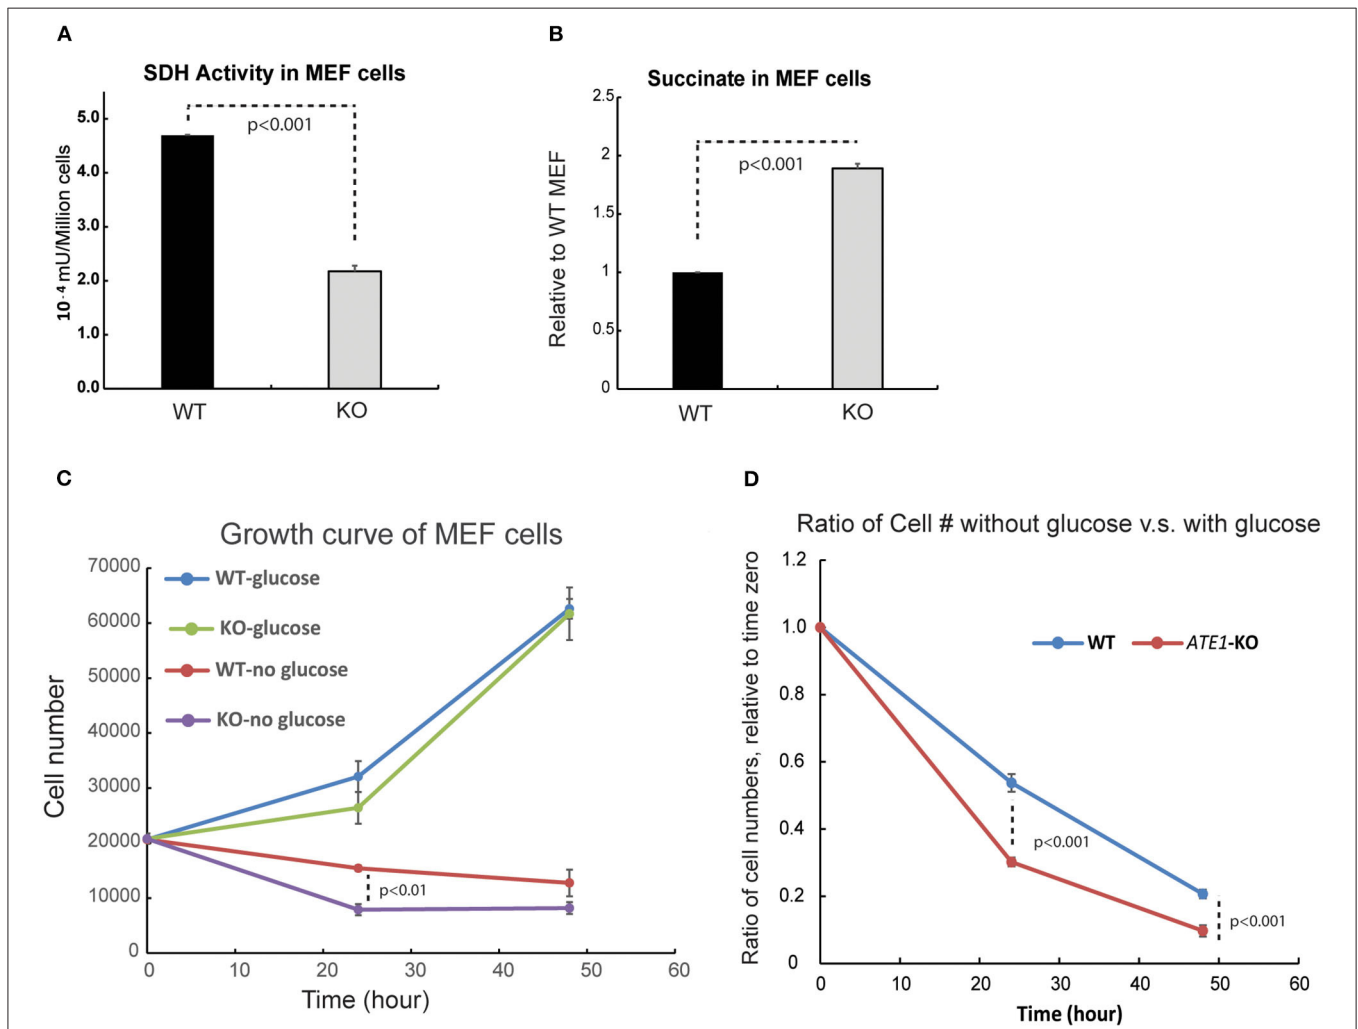 A
SDH Activity in MEF cells
10⁻⁴ mU/Million cells
5.0
4.0
3.0
2.0
1.0
0.0
p<0.001
WT
KO
B
Succinate in MEF cells
Relative to WT MEF
2.5
2
1.5
1
0.5
0
p<0.001
WT
KO
C
Growth curve of MEF cells
Cell number
70000
60000
50000
40000
30000
20000
10000
0
WT-glucose
KO-glucose
WT-no glucose
KO-no glucose
p<0.01
0 10 20 30 40 50 60
Time (hour)
D
Ratio of Cell # without glucose v.s. with glucose
Ratio of cell numbers, relative to time zero
1.2
1.0
0.8
0.6
0.4
0.2
0
WT ATE1-KO
p<0.001
p<0.001
0 10 20 30 40 50 60
Time (hour)